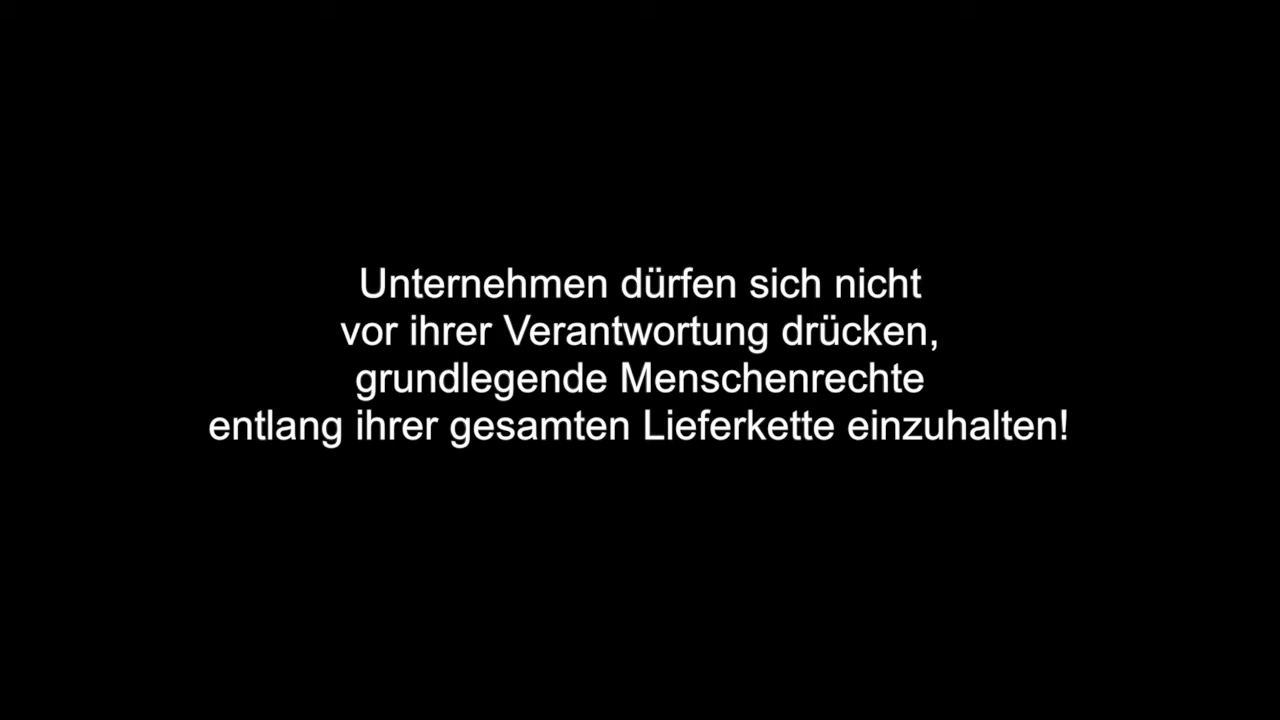 Unternehmen dürfen sich nicht
vor ihrer Verantwortung drücken,
grundlegende Menschenrechte
entlang ihrer gesamten Lieferkette einzuhalten!